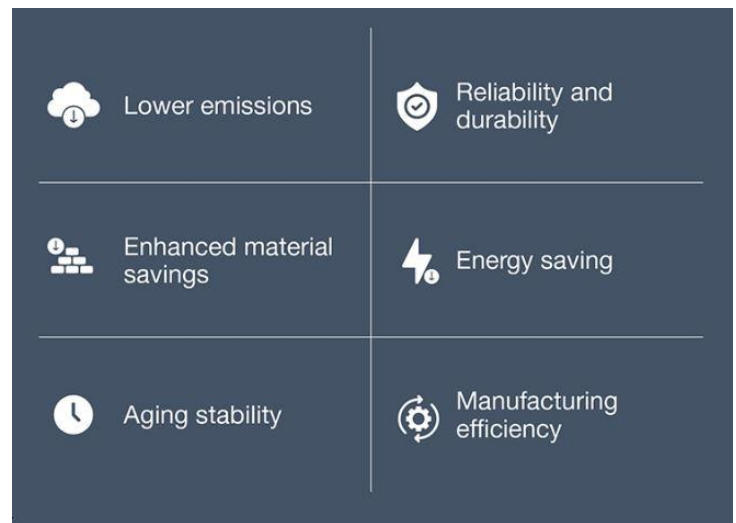 Lower emissions
Reliability and
durability
Enhanced material
savings
Energy saving
Aging stability
Manufacturing
efficiency